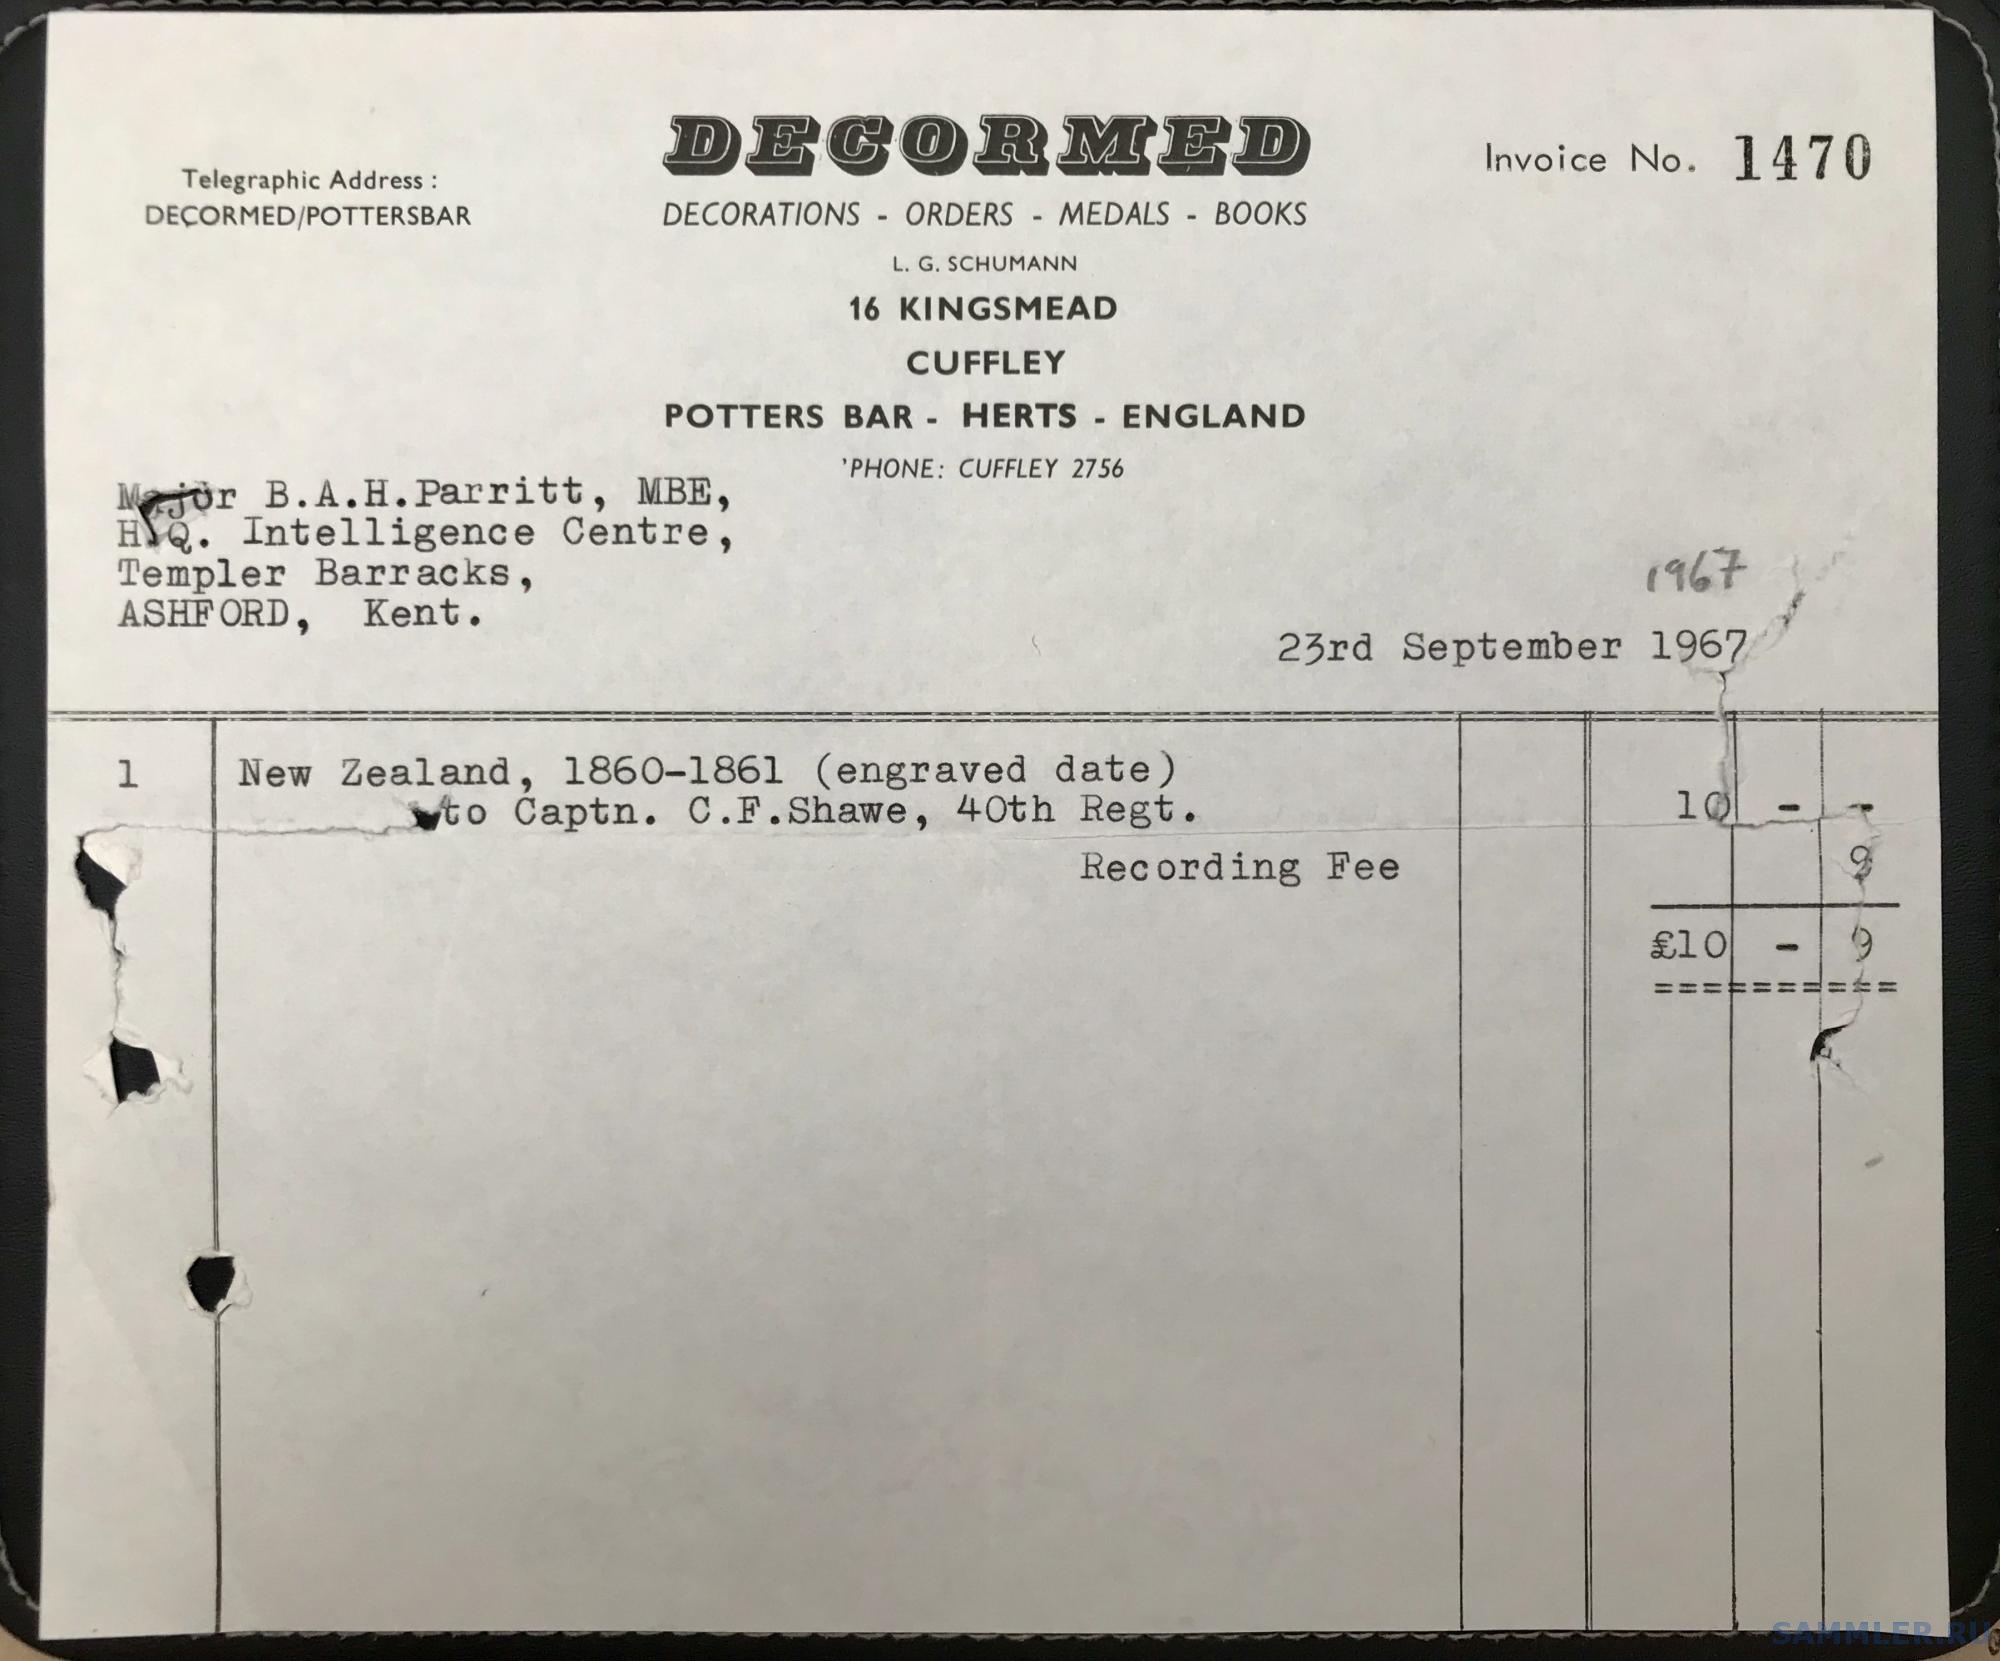 DECORMED
Invoice No. 1470
Telegraphic Address :
DECORMED/POTTERSBAR
DECORATIONS - ORDERS - MEDALS - BOOKS
L. G. SCHUMANN
16 KINGSMEAD
CUFFLEY
POTTERS BAR - HERTS - ENGLAND
'PHONE: CUFFLEY 2756
Major B.A.H.Parritt, MBE,
H.Q. Intelligence Centre,
Templer Barracks,
ASHFORD, Kent.
1967
23rd September 1967
1 New Zealand, 1860-1861 (engraved date)
to Captn. C.F.Shawe, 40th Regt. 10 - -
Recording Fee 9
£10 - 9
==========
SAMMLER.RU